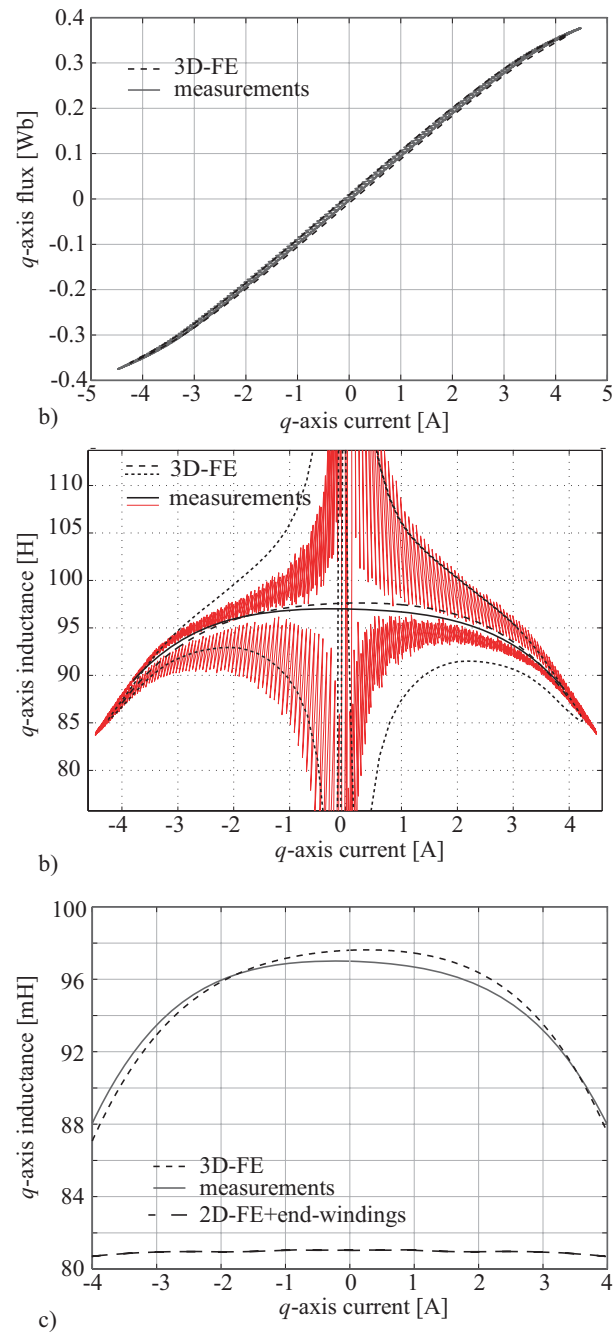 0.4
0.3
0.2
0.1
0
-0.1
-0.2
-0.3
-0.4
q-axis flux [Wb]
3D-FE
measurements
-5 -4 -3 -2 -1 0 1 2 3 4 5
q-axis current [A]
b)
110
105
100
95
90
85
80
q-axis inductance [H]
3D-FE
measurements
-4 -3 -2 -1 0 1 2 3 4
q-axis current [A]
b)
100
96
92
88
84
80
q-axis inductance [mH]
3D-FE
measurements
2D-FE+end-windings
-4 -3 -2 -1 0 1 2 3 4
q-axis current [A]
c)